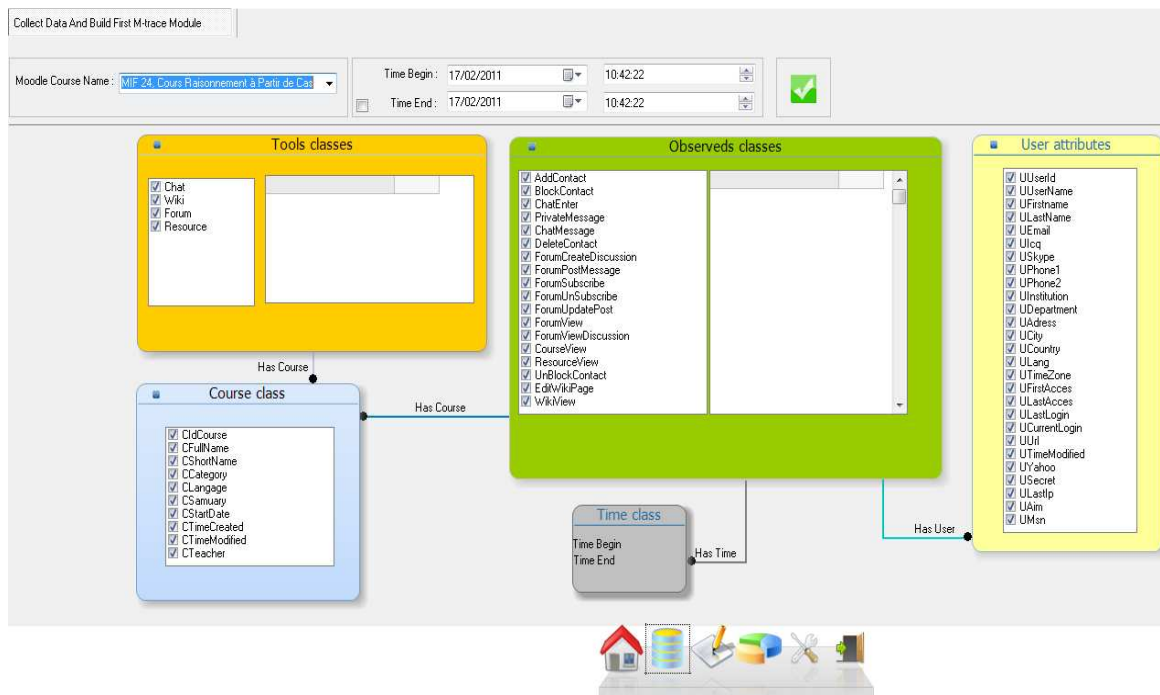 Collect Data And Build First M-trace Module
Moodle Course Name : MIF 24, Cours Raisonnement à Partir de Cas
Time Begin : 17/02/2011 10:42:22
Time End : 17/02/2011 10:42:22
Tools classes
Chat
Wiki
Forum
Resource
Has Course
Observeds classes
AddContact
BlockContact
ChatEnter
PrivateMessage
ChatMessage
DeleteContact
ForumCreateDiscussion
ForumPostMessage
ForumSubscribe
ForumUnSubscribe
ForumUpdatePost
ForumView
ForumViewDiscussion
CourseView
ResourceView
UnBlockContact
EditWikiPage
WikiView
User attributes
UUserId
UUserName
UFirstname
ULastName
UEmail
UIcq
USkype
UPhone1
UPhone2
UInstitution
UDepartment
UAdress
UCity
UCountry
ULang
UTimeZone
UFirstAcces
ULastAcces
ULastLogin
UCurrentLogin
UUrl
UTimeModified
UYahoo
USecret
ULastIp
UAim
UMsn
Course class
CIdCourse
CFullName
CShortName
CCategory
CLangage
CSamuary
CStartDate
CTimeCreated
CTimeModified
CTeacher
Has Course
Time class
Time Begin
Time End
Has Time
Has User